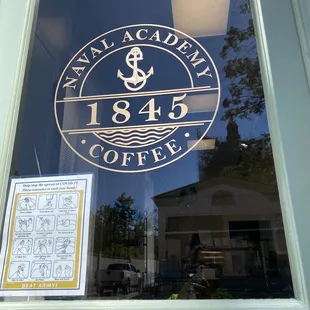 NAVAL ACADEMY
1845
· COFFEE ·
Help stop the spread of COVID-19
BEAT ARMY!